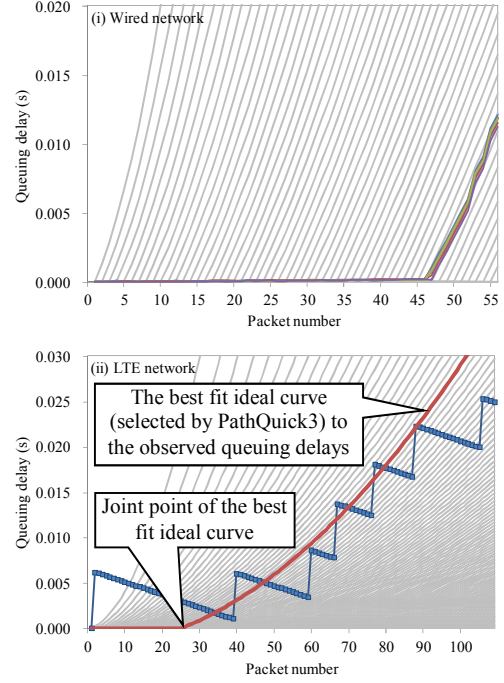 (i) Wired network
0.020
0.015
0.010
0.005
0.000
Queuing delay (s)
0 5 10 15 20 25 30 35 40 45 50 55
Packet number
(ii) LTE network
0.030
0.025
0.020
0.015
0.010
0.005
0.000
Queuing delay (s)
The best fit ideal curve
(selected by PathQuick3) to
the observed queuing delays
Joint point of the best
fit ideal curve
0 10 20 30 40 50 60 70 80 90 100
Packet number